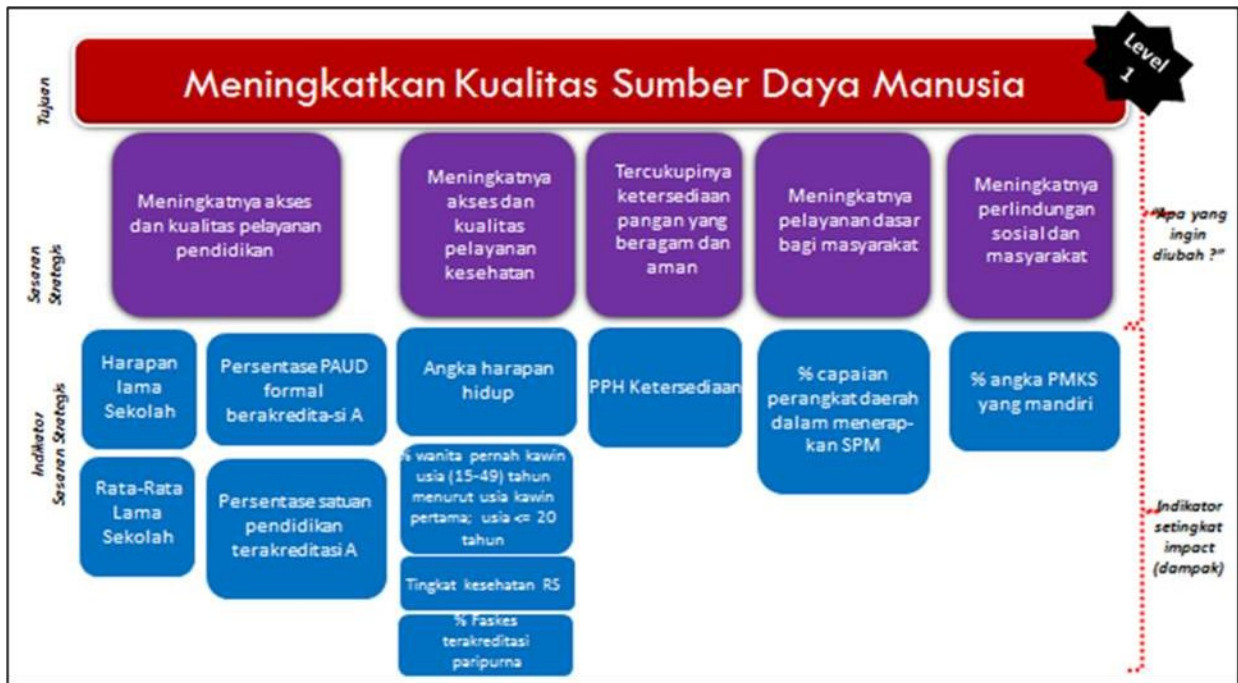 Level
1
Tujuan
Meningkatkan Kualitas Sumber Daya Manusia
Sasaran
Strategis
Meningkatnya akses
dan kualitas pelayanan
pendidikan
Meningkatnya
akses dan
kualitas
pelayanan
kesehatan
Tercukupinya
ketersediaan
pangan yang
beragam dan
aman
Meningkatnya
pelayanan dasar
bagi masyarakat
Meningkatnya
perlindungan
sosial dan
masyarakat
"Apa yang
ingin
diubah ?"
Indikator
Sasaran Strategis
Harapan
lama
Sekolah
Persentase PAUD
formal
berakredita-si A
Angka harapan
hidup
PPH Ketersediaan
% capaian
perangkat daerah
dalam menerap-
kan SPM
% angka PMKS
yang mandiri
Rata-Rata
Lama
Sekolah
Persentase satuan
pendidikan
terakreditasi A
% wanita pernah kawin
usia (15-49) tahun
menurut usia kawin
pertama; usia <= 20
tahun
Tingkat kesehatan RS
% Faskes
terakreditasi
paripurna
Indikator
setingkat
impact
(dampak)